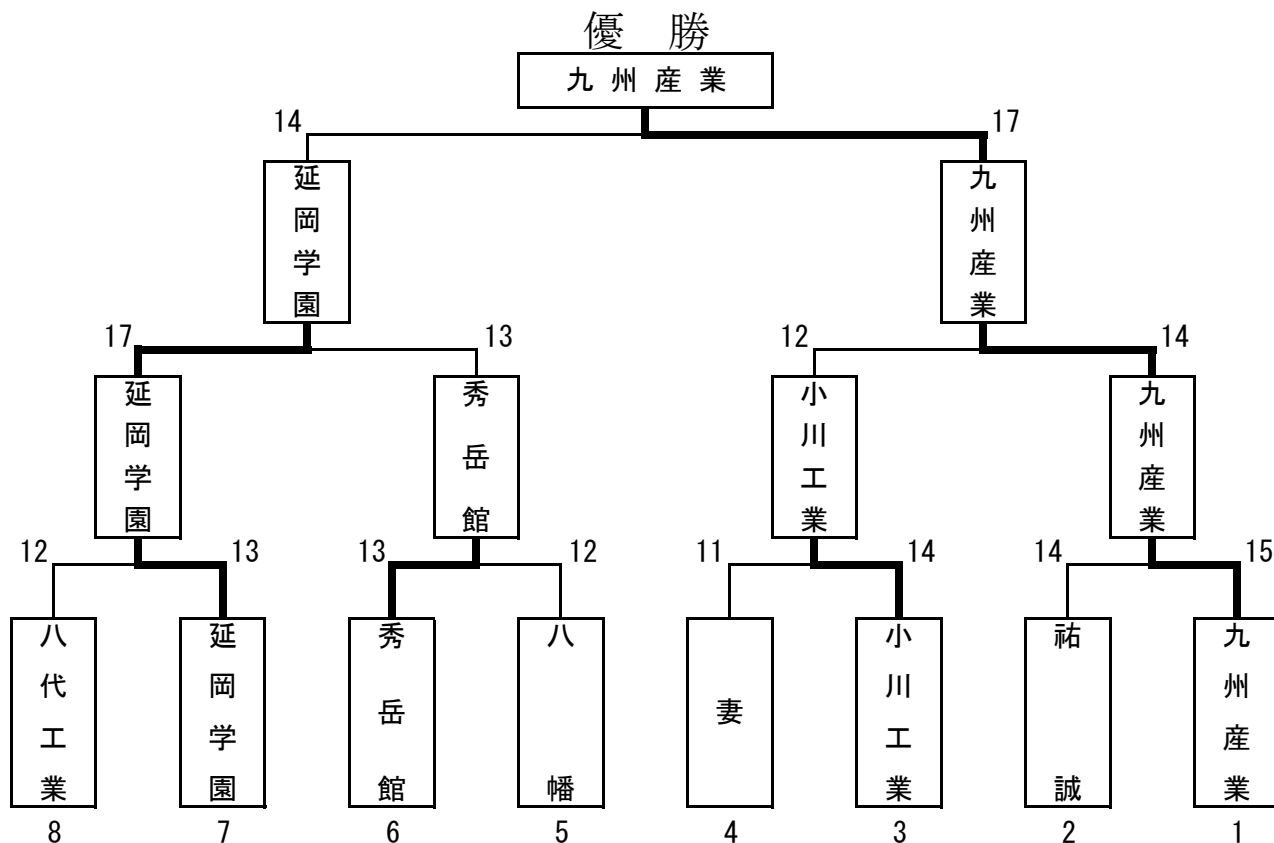 優 勝
九州産業
14 17
延岡学園 九州産業
17 13 12 14
延岡学園 秀岳館 小川工業 九州産業
12 13 13 12 11 14 14 15
八代工業 延岡学園 秀岳館 八幡 妻 小川工業 祐誠 九州産業
8 7 6 5 4 3 2 1